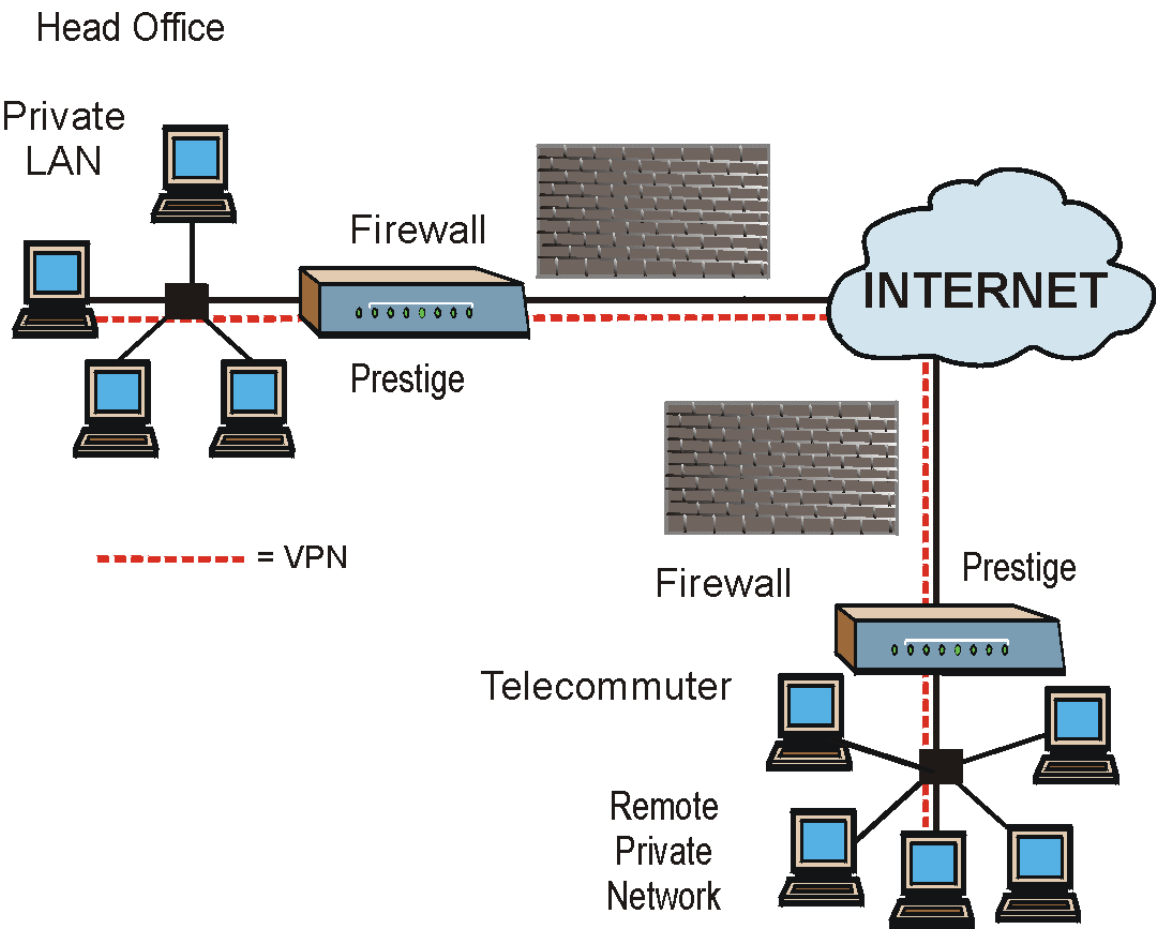 Head Office
Private
LAN
Firewall
INTERNET
Prestige
= VPN
Firewall
Prestige
Telecommuter
Remote
Private
Network